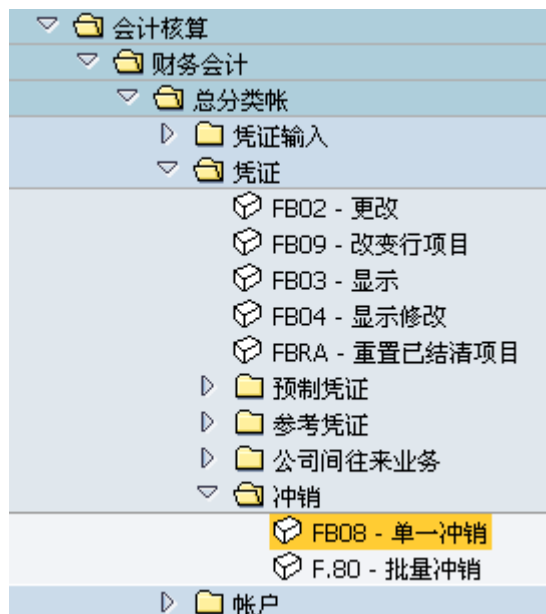 会计核算
财务会计
总分类帐
凭证输入
凭证
FB02 - 更改
FB09 - 改变行项目
FB03 - 显示
FB04 - 显示修改
FBRA - 重置已结清项目
预制凭证
参考凭证
公司间往来业务
冲销
FB08 - 单一冲销
F.80 - 批量冲销
帐户